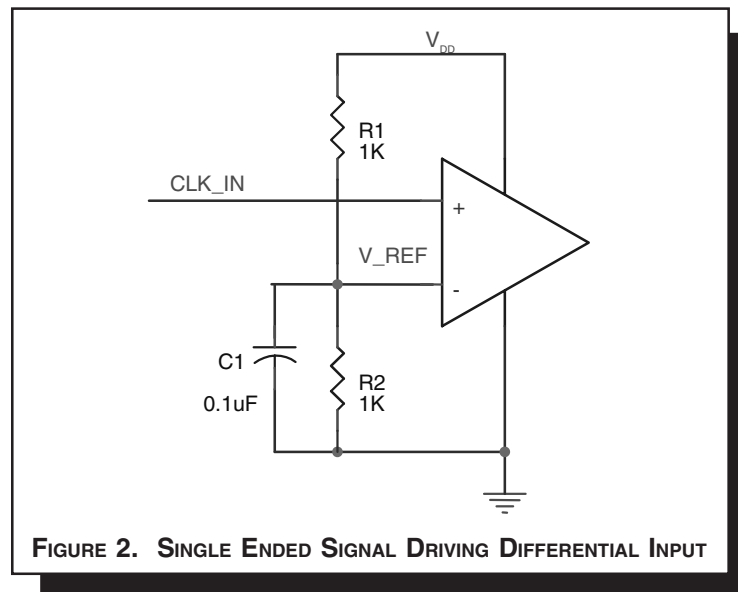 V_DD
R1
1K
CLK_IN
+
V_REF
-
C1
0.1uF
R2
1K
FIGURE 2. SINGLE ENDED SIGNAL DRIVING DIFFERENTIAL INPUT